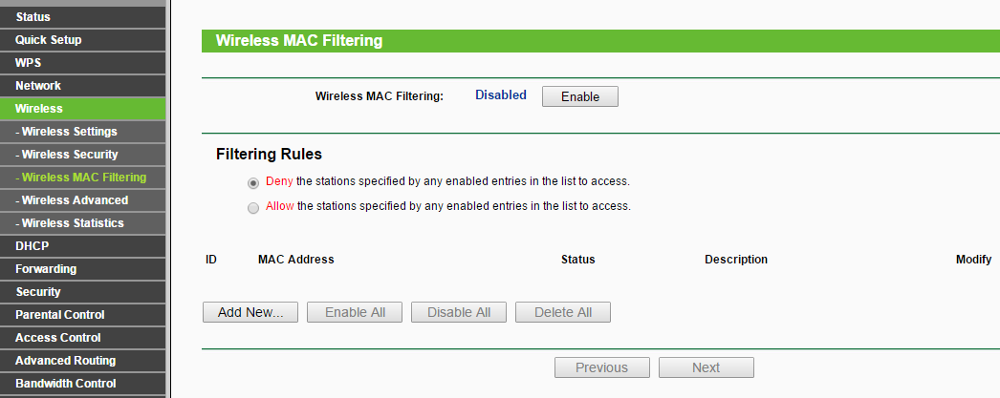 Status
Quick Setup
WPS
Network
Wireless
- Wireless Settings
- Wireless Security
- Wireless MAC Filtering
- Wireless Advanced
- Wireless Statistics
DHCP
Forwarding
Security
Parental Control
Access Control
Advanced Routing
Bandwidth Control
Wireless MAC Filtering
Wireless MAC Filtering: Disabled Enable
Filtering Rules
Deny the stations specified by any enabled entries in the list to access.
Allow the stations specified by any enabled entries in the list to access.
ID MAC Address Status Description Modify
Add New... Enable All Disable All Delete All
Previous Next